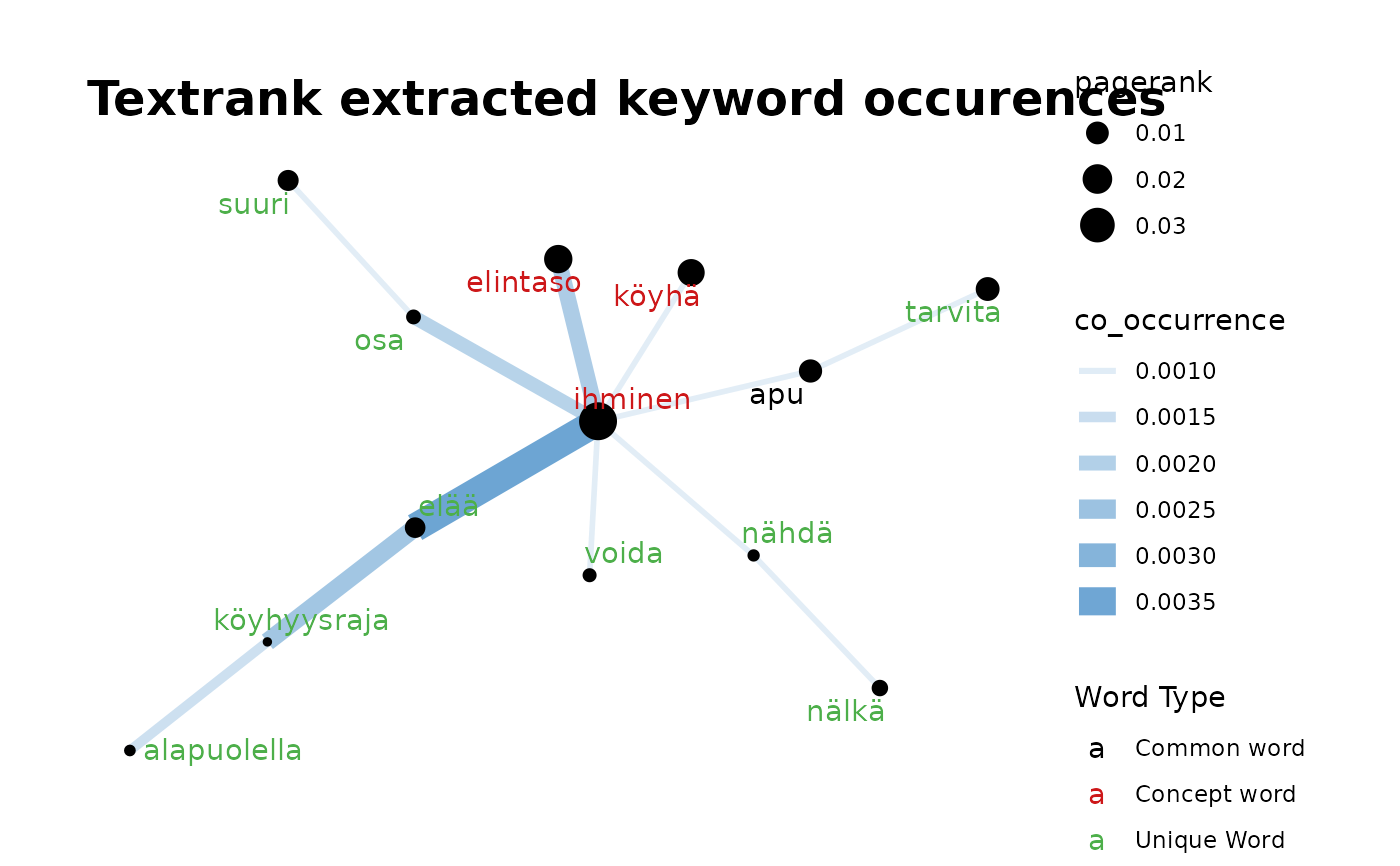 Textrank extracted keyword occurences
suuri
elintaso
köyhä
tarvita
osa
apu
ihminen
elää
nähdä
voida
köyhyysraja
nälkä
alapuolella
pagerank
0.01
0.02
0.03
co_occurrence
0.0010
0.0015
0.0020
0.0025
0.0030
0.0035
Word Type
a Common word
a Concept word
a Unique Word